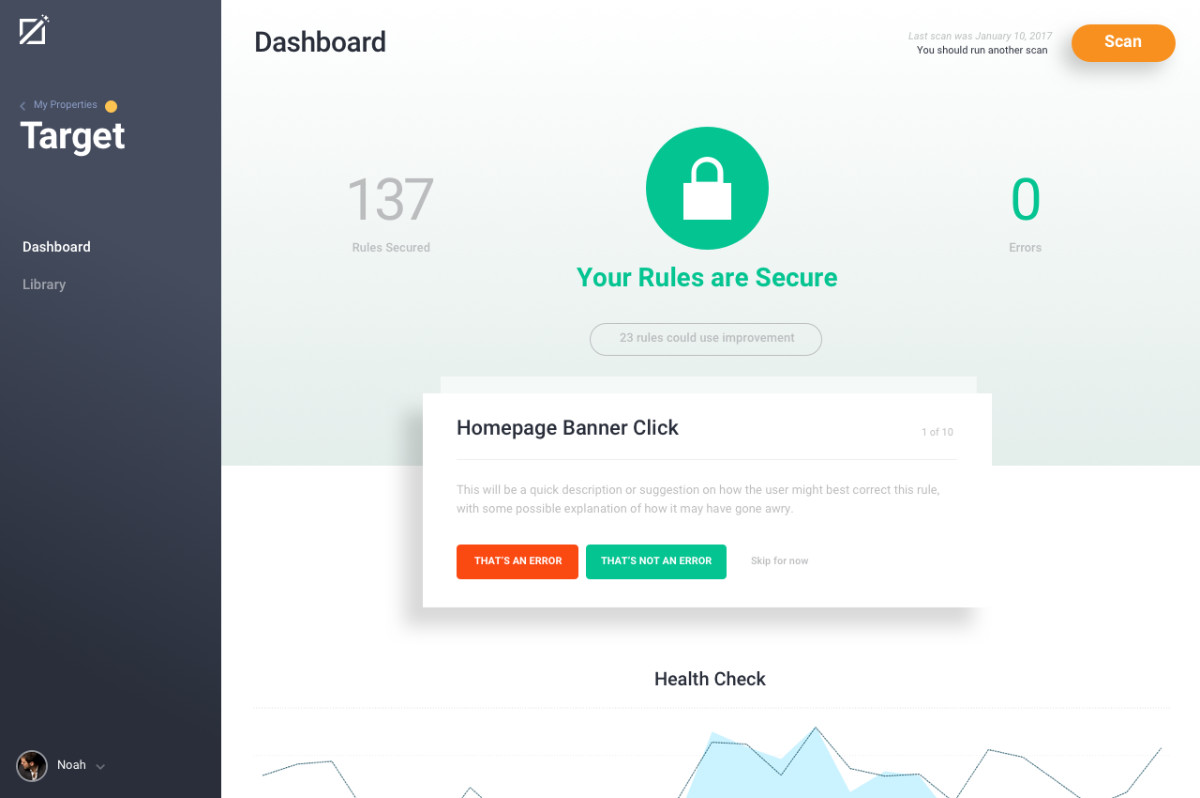 Dashboard
Last scan was January 10, 2017
You should run another scan
Scan
My Properties
Target
Dashboard
Library
137
Rules Secured
0
Errors
Your Rules are Secure
23 rules could use improvement
Homepage Banner Click
1 of 10
This will be a quick description or suggestion on how the user might best correct this rule,
with some possible explanation of how it may have gone awry.
THAT'S AN ERROR
THAT'S NOT AN ERROR
Skip for now
Health Check
Noah